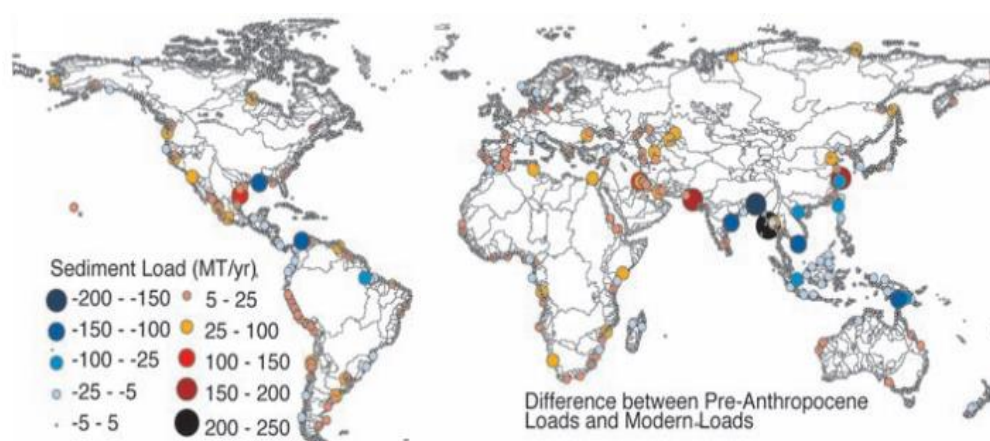 Sediment Load (MT/yr)
-200 - -150
-150 - -100
-100 - -25
-25 - -5
-5 - 5
5 - 25
25 - 100
100 - 150
150 - 200
200 - 250
Difference between Pre-Anthropocene
Loads and Modern Loads